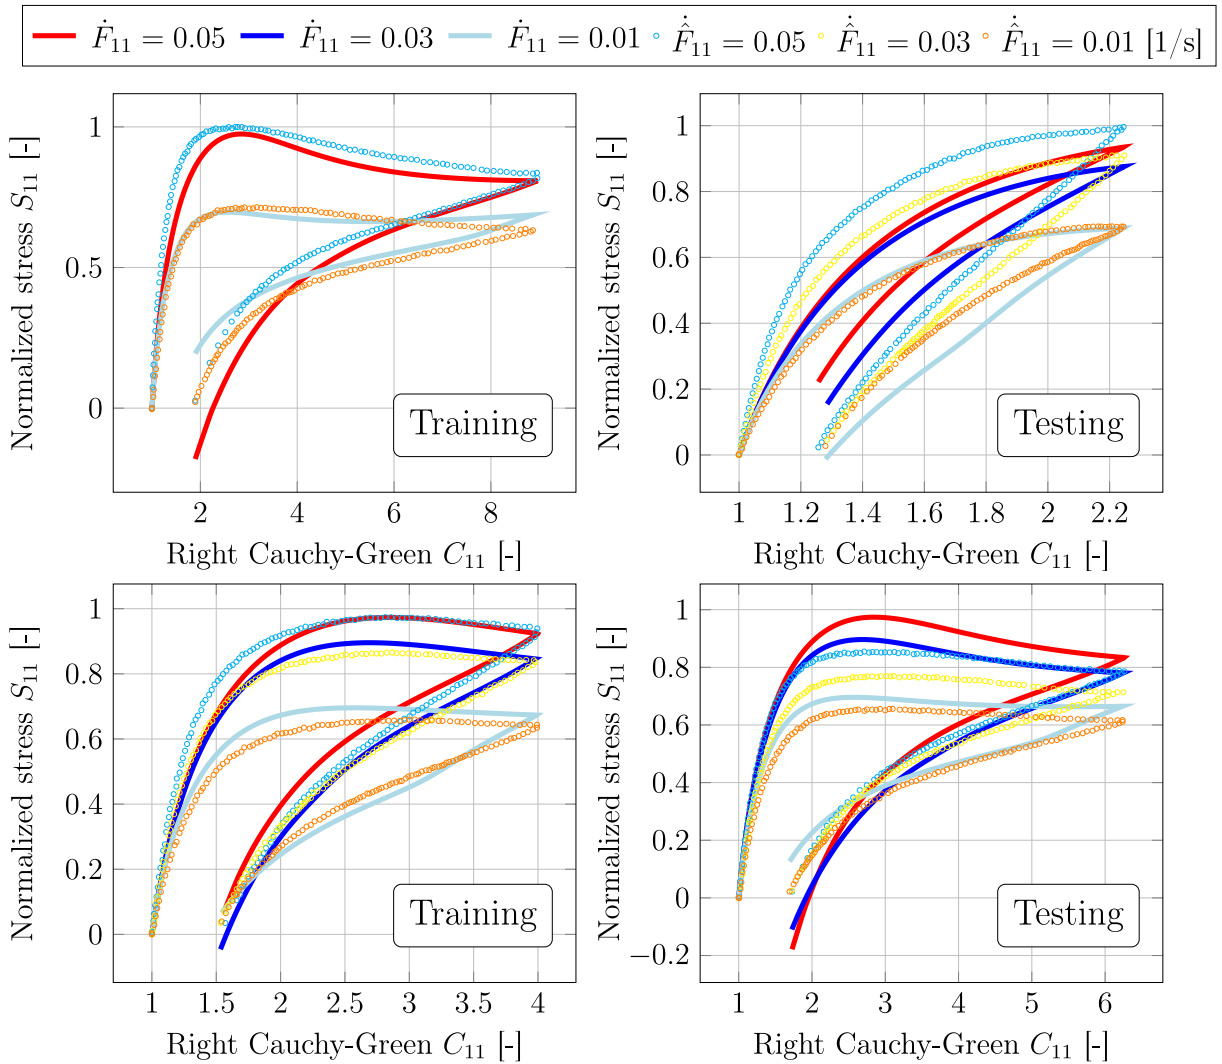 Ḟ₁₁ = 0.05 Ḟ₁₁ = 0.03 Ḟ₁₁ = 0.01 F̂̇₁₁ = 0.05 F̂̇₁₁ = 0.03 F̂̇₁₁ = 0.01 [1/s]
Normalized stress S₁₁ [-]
1
0.5
0
Training
2 4 6 8
Right Cauchy-Green C₁₁ [-]
Normalized stress S₁₁ [-]
1
0.8
0.6
0.4
0.2
0
Testing
1 1.2 1.4 1.6 1.8 2 2.2
Right Cauchy-Green C₁₁ [-]
Normalized stress S₁₁ [-]
1
0.8
0.6
0.4
0.2
0
Training
1 1.5 2 2.5 3 3.5 4
Right Cauchy-Green C₁₁ [-]
Normalized stress S₁₁ [-]
1
0.8
0.6
0.4
0.2
0
−0.2
Testing
1 2 3 4 5 6
Right Cauchy-Green C₁₁ [-]